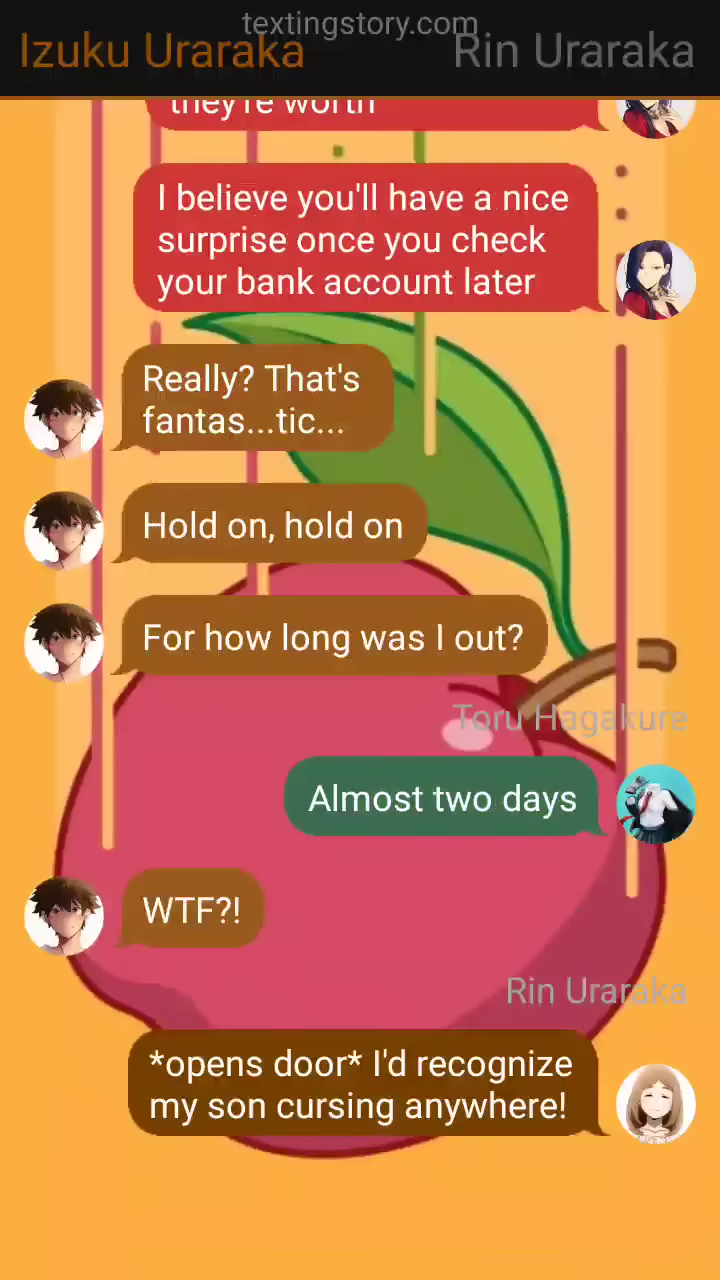 textingstory.com
Izuku Uraraka
Rin Uraraka
they're worth
I believe you'll have a nice
surprise once you check
your bank account later
Really? That's
fantas...tic...
Hold on, hold on
For how long was I out?
Toru Hagakure
Almost two days
WTF?!
Rin Uraraka
*opens door* I'd recognize
my son cursing anywhere!